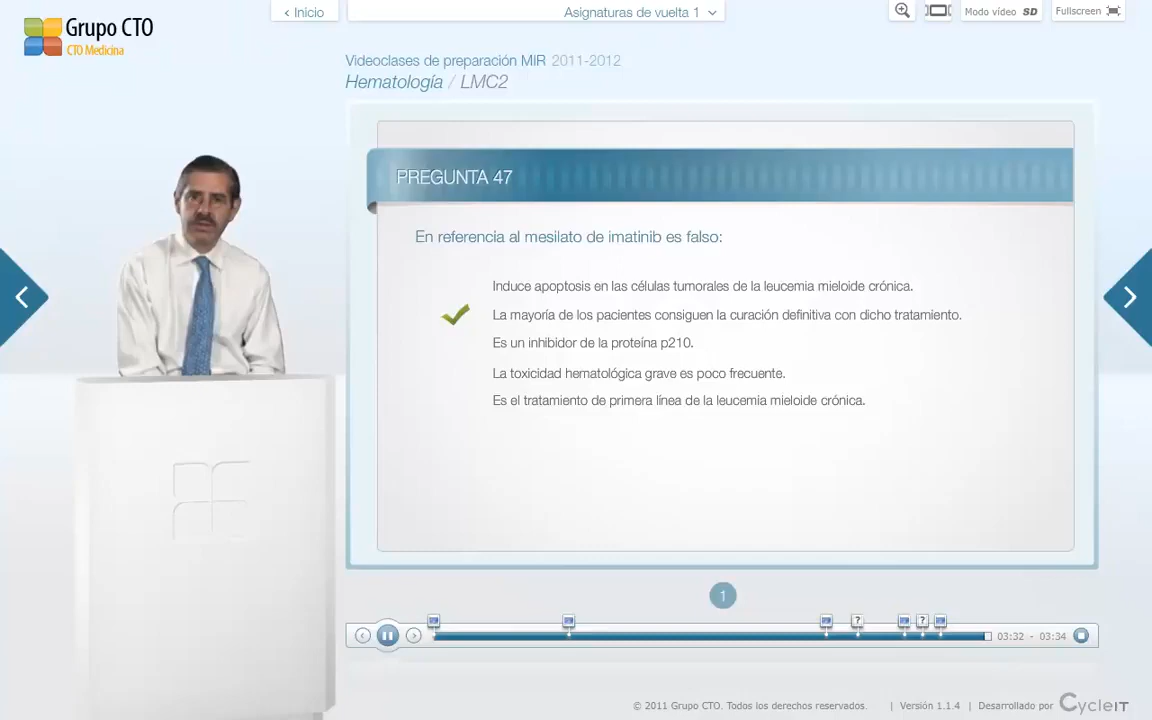 Grupo CTO
CTO Medicina
‹ Inicio
Asignaturas de vuelta 1
Modo vídeo SD
Fullscreen
Videoclases de preparación MIR 2011-2012
Hematología / LMC2
PREGUNTA 47
En referencia al mesilato de imatinib es falso:
Induce apoptosis en las células tumorales de la leucemia mieloide crónica.
La mayoría de los pacientes consiguen la curación definitiva con dicho tratamiento.
Es un inhibidor de la proteína p210.
La toxicidad hematológica grave es poco frecuente.
Es el tratamiento de primera línea de la leucemia mieloide crónica.
1
? ?
03:32 - 03:34
© 2011 Grupo CTO. Todos los derechos reservados. | Versión 1.1.4 | Desarrollado por CycleIT